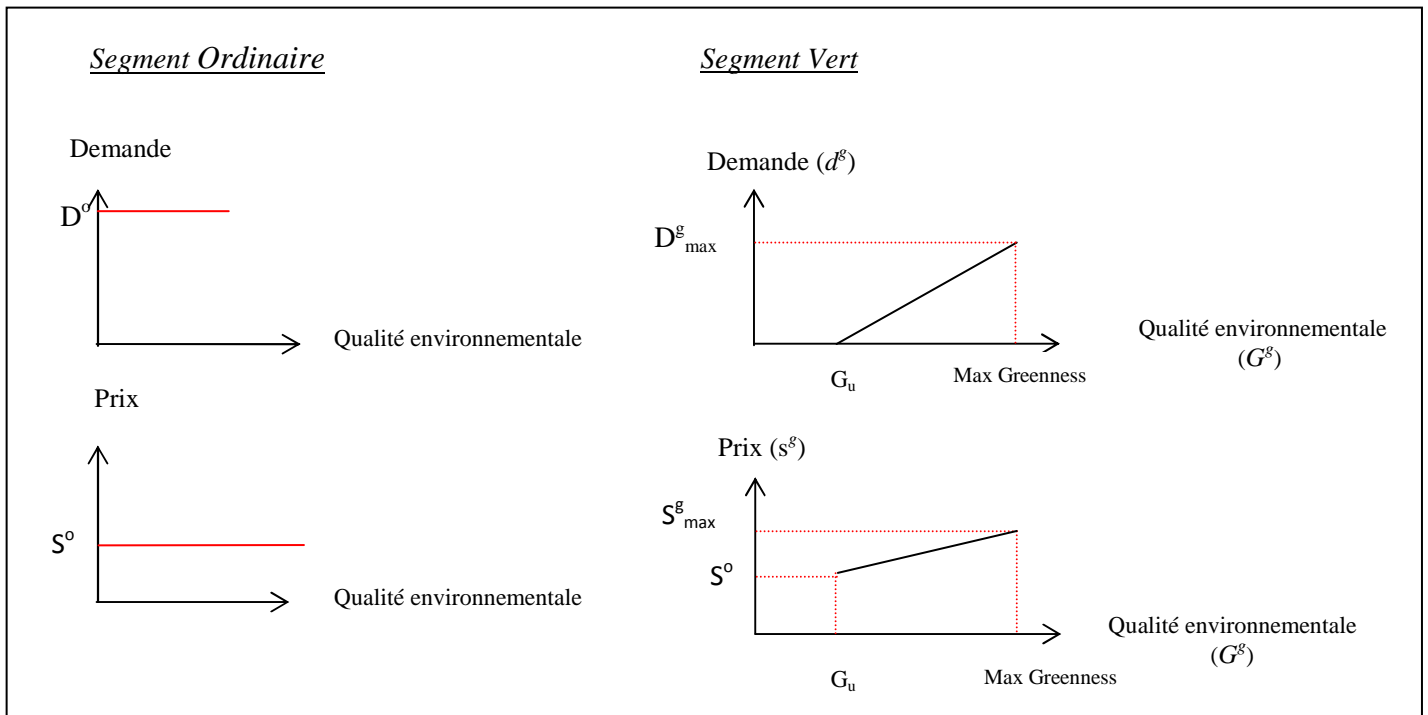 Segment Ordinaire
Demande
Dº
Qualité environnementale
Prix
Sº
Qualité environnementale
Segment Vert
Demande (dᵍ)
Dᵍmax
Gu
Max Greenness
Qualité environnementale
(Gᵍ)
Prix (sᵍ)
Sᵍmax
Sº
Gu
Max Greenness
Qualité environnementale
(Gᵍ)